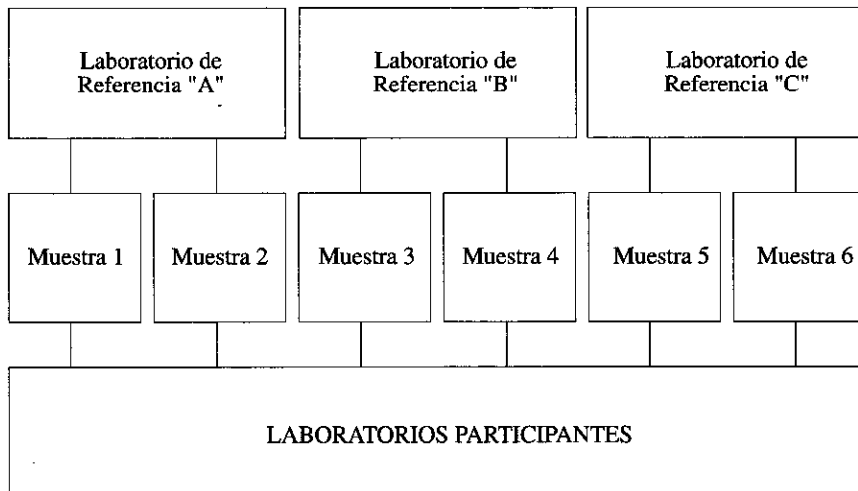 Laboratorio de
Referencia "A"
Laboratorio de
Referencia "B"
Laboratorio de
Referencia "C"
Muestra 1
Muestra 2
Muestra 3
Muestra 4
Muestra 5
Muestra 6
LABORATORIOS PARTICIPANTES